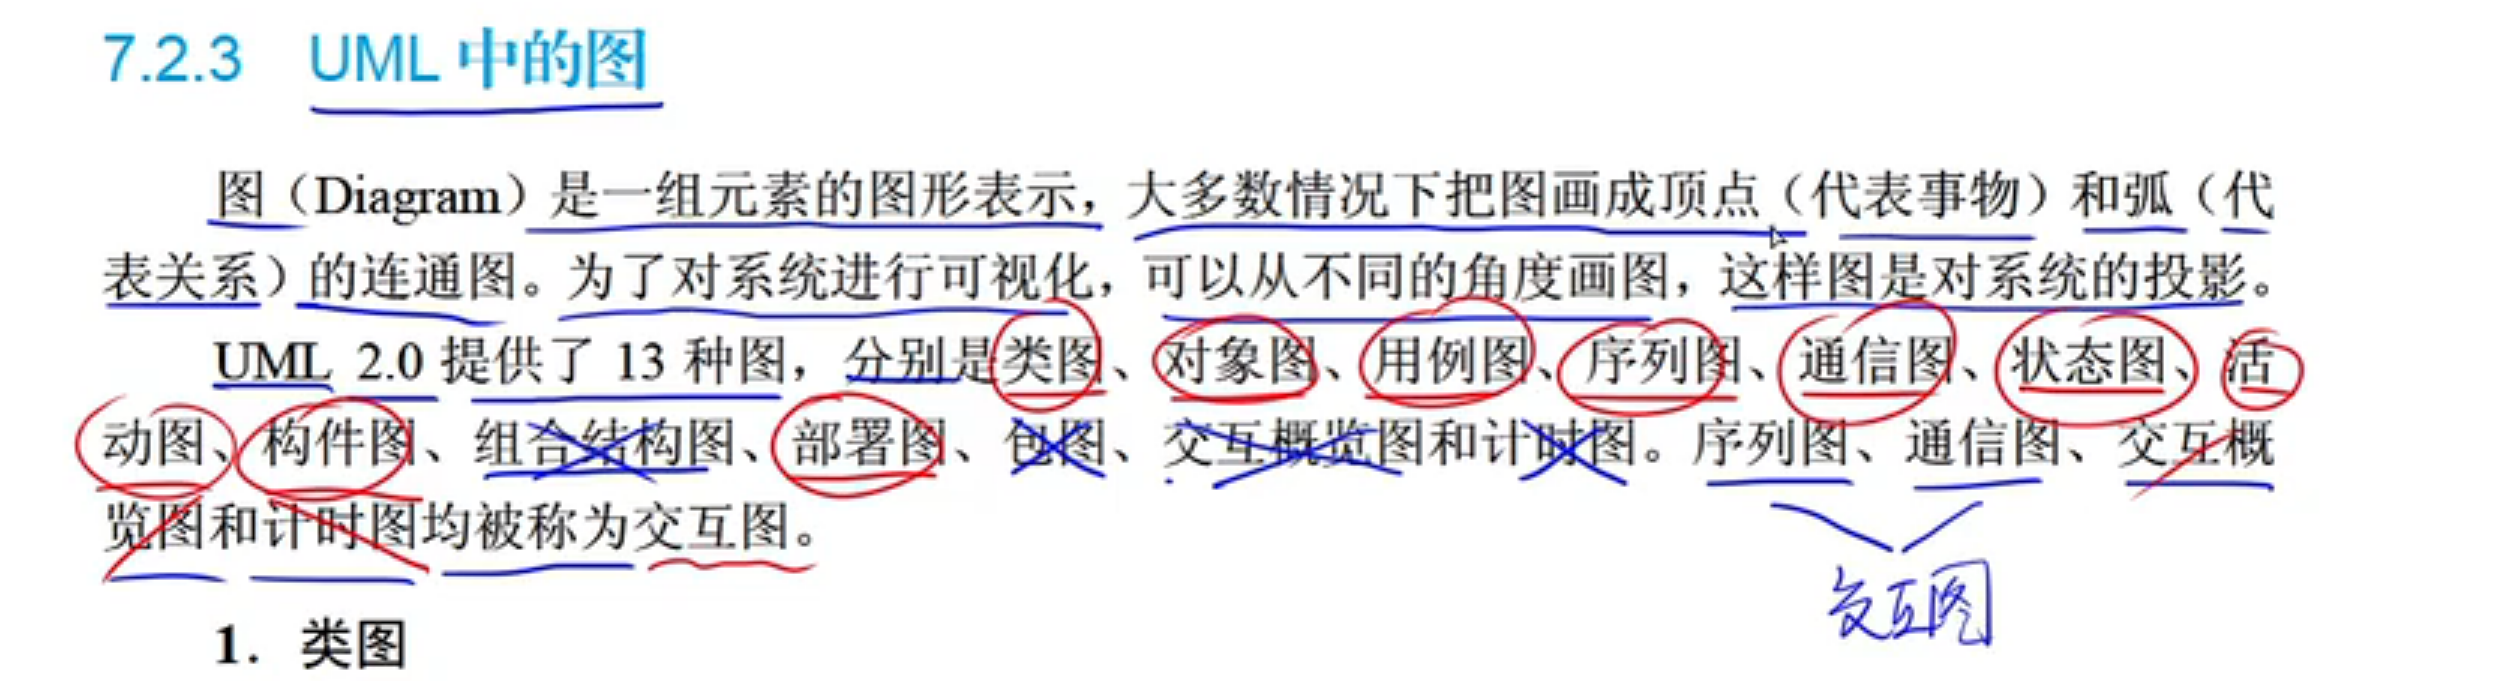 7.2.3 UML 中的图
图（Diagram）是一组元素的图形表示，大多数情况下把图画成顶点（代表事物）和弧（代
表关系）的连通图。为了对系统进行可视化，可以从不同的角度画图，这样图是对系统的投影。
UML 2.0 提供了 13 种图，分别是类图、对象图、用例图、序列图、通信图、状态图、活
动图、构件图、组合结构图、部署图、包图、交互概览图和计时图。序列图、通信图、交互概
览图和计时图均被称为交互图。
交互图
1. 类图